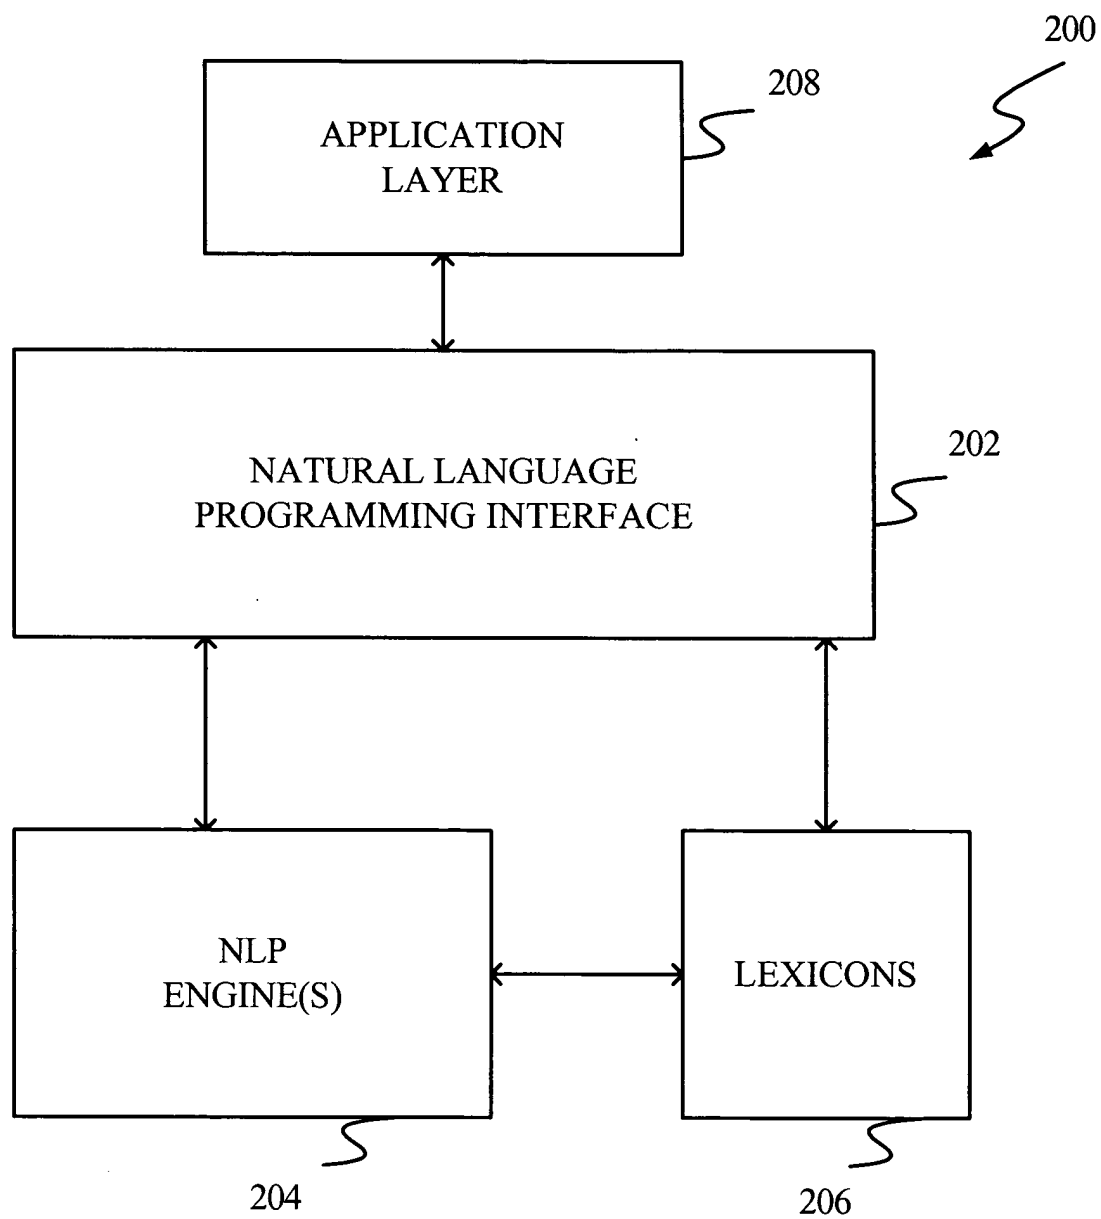 200
208
APPLICATION
LAYER
202
NATURAL LANGUAGE
PROGRAMMING INTERFACE
NLP
ENGINE(S)
LEXICONS
204
206